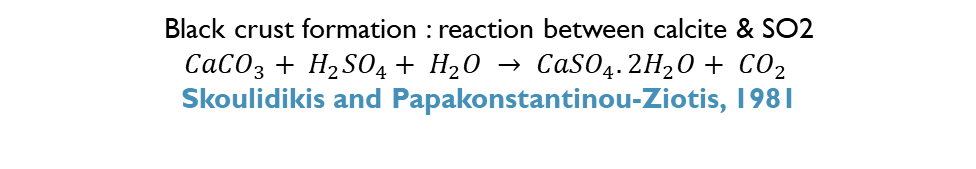 Black crust formation : reaction between calcite & SO2
CaCO₃ + H₂SO₄ + H₂O → CaSO₄. 2H₂O + CO₂
Skoulidikis and Papakonstantinou-Ziotis, 1981